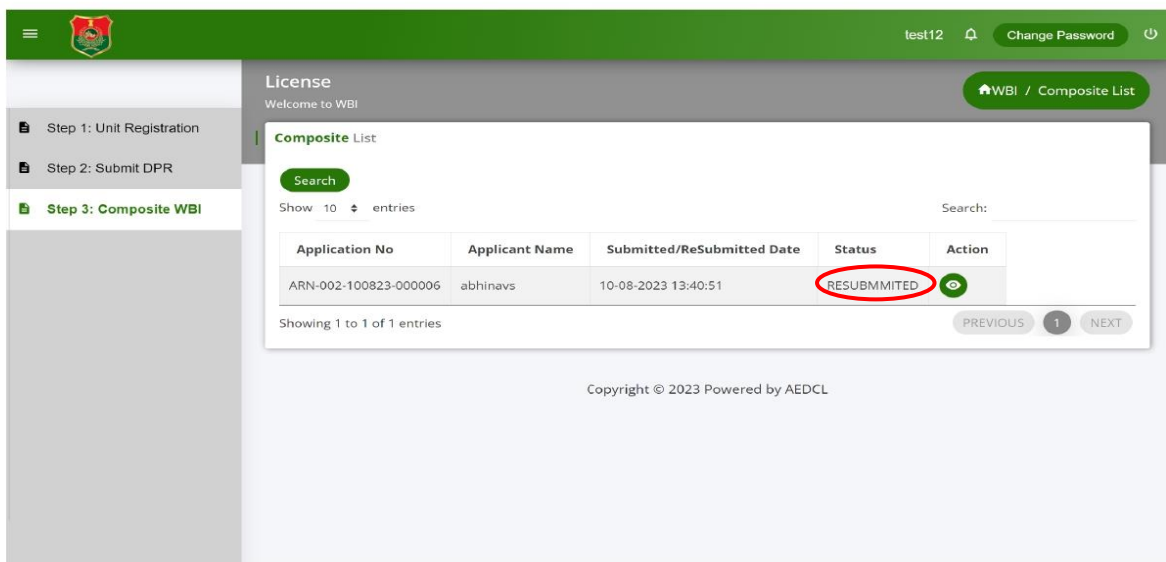 test12 Change Password
License
Welcome to WBI
WBI / Composite List
Step 1: Unit Registration
Step 2: Submit DPR
Step 3: Composite WBI
Composite List
Search
Show 10 entries
Search:
Application No Applicant Name Submitted/ReSubmitted Date Status Action
ARN-002-100823-000006 abhinavs 10-08-2023 13:40:51 RESUBMMITED
Showing 1 to 1 of 1 entries
PREVIOUS 1 NEXT
Copyright © 2023 Powered by AEDCL